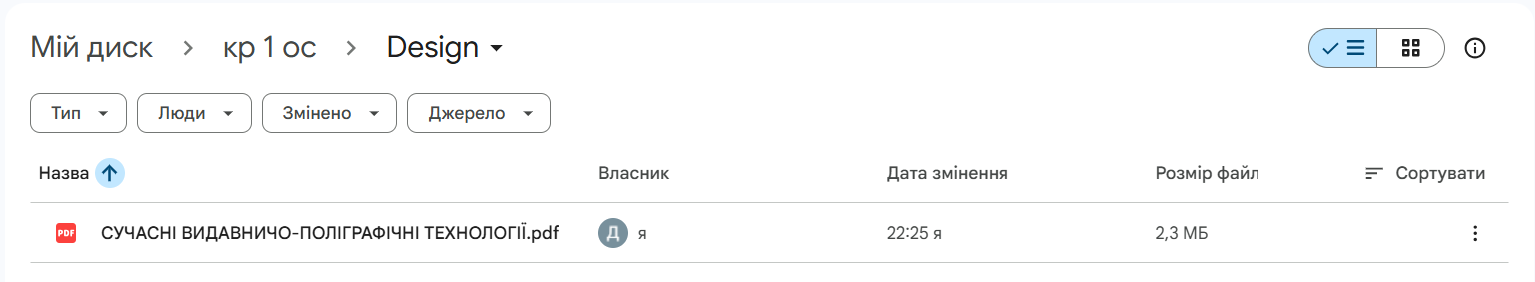 Мій диск > кр 1 ос > Design
Тип Люди Змінено Джерело
Назва Власник Дата змінення Розмір файл Сортувати
PDF СУЧАСНІ ВИДАВНИЧО-ПОЛІГРАФІЧНІ ТЕХНОЛОГІЇ.pdf Д я 22:25 я 2,3 МБ